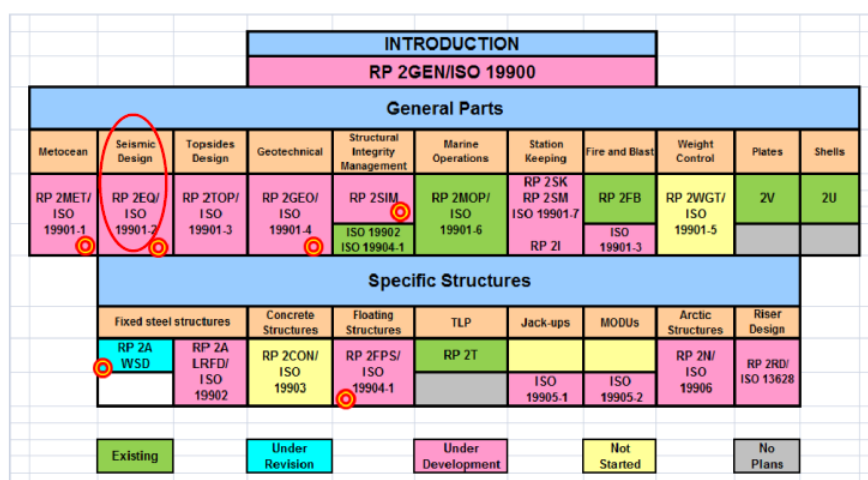 INTRODUCTION
RP 2GEN/ISO 19900
General Parts
Metocean
Seismic
Design
Topsides
Design
Geotechnical
Structural
Integrity
Management
Marine
Operations
Station
Keeping
Fire and Blast
Weight
Control
Plates
Shells
RP 2MET/
ISO
19901-1
RP 2EQ/
ISO
19901-2
RP 2TOP/
ISO
19901-3
RP 2GEO/
ISO
19901-4
RP 2SIM
ISO 19902
ISO 19904-1
RP 2MOP/
ISO
19901-6
RP 2SK
RP 2SM
ISO 19901-7
RP 2I
RP 2FB
ISO
19901-3
RP 2WGT/
ISO
19901-5
2V
2U
Specific Structures
Fixed steel structures
Concrete
Structures
Floating
Structures
TLP
Jack-ups
MODUs
Arctic
Structures
Riser
Design
RP 2A
WSD
RP 2A
LRFD/
ISO
19902
RP 2CON/
ISO
19903
RP 2FPS/
ISO
19904-1
RP 2T
ISO
19905-1
ISO
19905-2
RP 2N/
ISO
19906
RP 2RD/
ISO 13628
Existing
Under
Revision
Under
Development
Not
Started
No
Plans